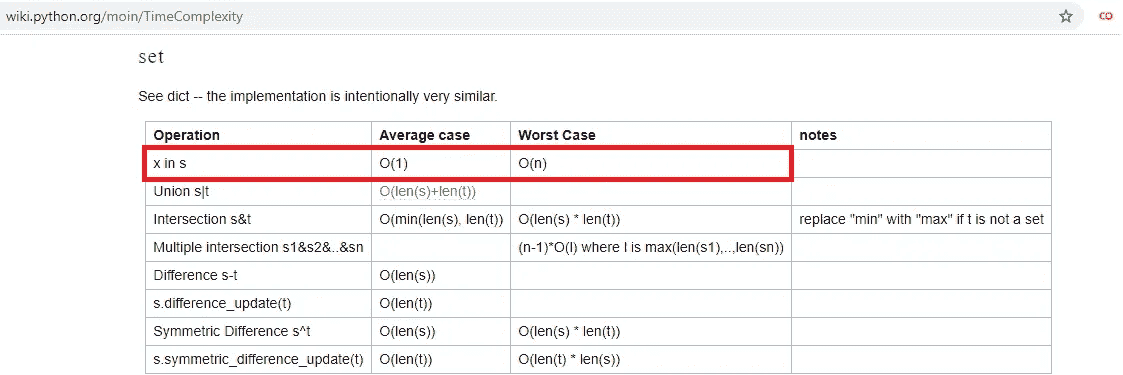 wiki.python.org/moin/TimeComplexity
CO
set
See dict -- the implementation is intentionally very similar.
Operation Average case Worst Case notes
x in s O(1) O(n)
Union s|t O(len(s)+len(t))
Intersection s&t O(min(len(s), len(t)) O(len(s) * len(t)) replace "min" with "max" if t is not a set
Multiple intersection s1&s2&..&sn (n-1)*O(l) where l is max(len(s1),..,len(sn))
Difference s-t O(len(s))
s.difference_update(t) O(len(t))
Symmetric Difference s^t O(len(s)) O(len(s) * len(t))
s.symmetric_difference_update(t) O(len(t)) O(len(t) * len(s))